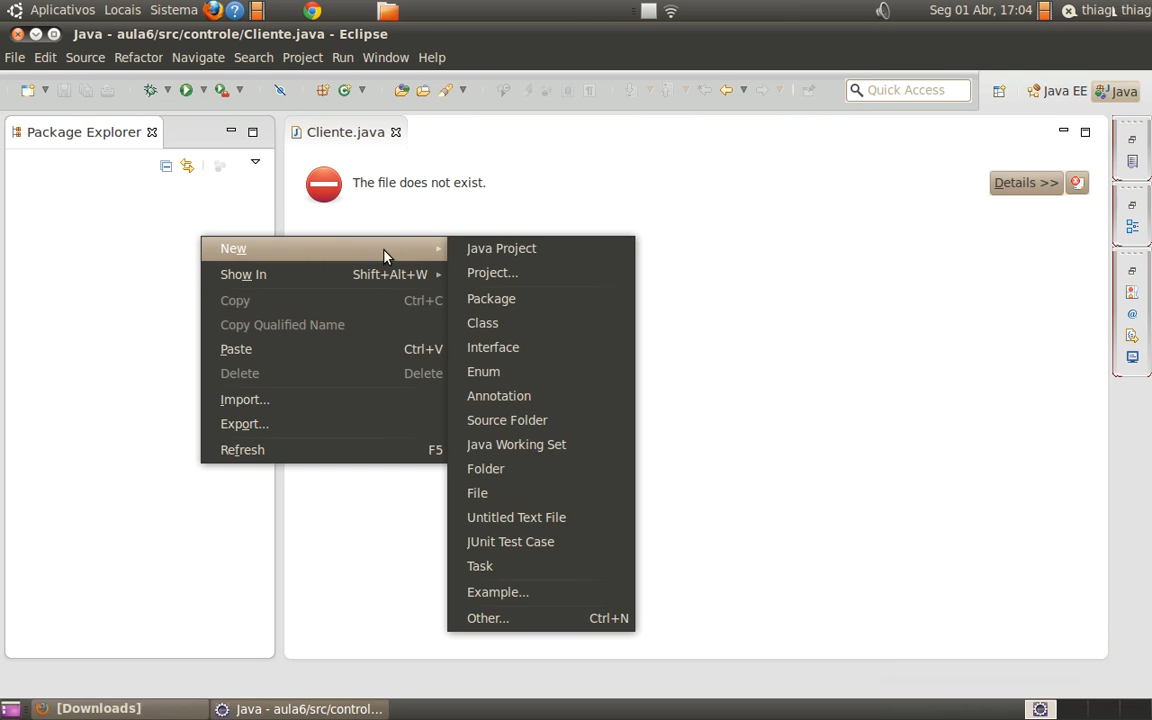 Aplicativos Locais Sistema Seg 01 Abr, 17:04 thiag thiag
Java - aula6/src/controle/Cliente.java - Eclipse
File Edit Source Refactor Navigate Search Project Run Window Help
Quick Access Java EE Java
Package Explorer Cliente.java
The file does not exist. Details >>
New
Show In Shift+Alt+W
Copy Ctrl+C
Copy Qualified Name
Paste Ctrl+V
Delete Delete
Import...
Export...
Refresh F5
Java Project
Project...
Package
Class
Interface
Enum
Annotation
Source Folder
Java Working Set
Folder
File
Untitled Text File
JUnit Test Case
Task
Example...
Other... Ctrl+N
[Downloads] Java - aula6/src/control...